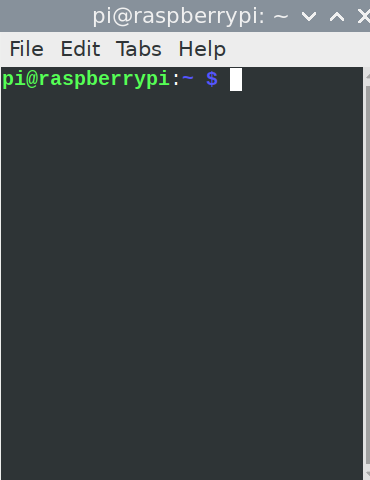 pi@raspberrypi: ~
File Edit Tabs Help
pi@raspberrypi:~ $